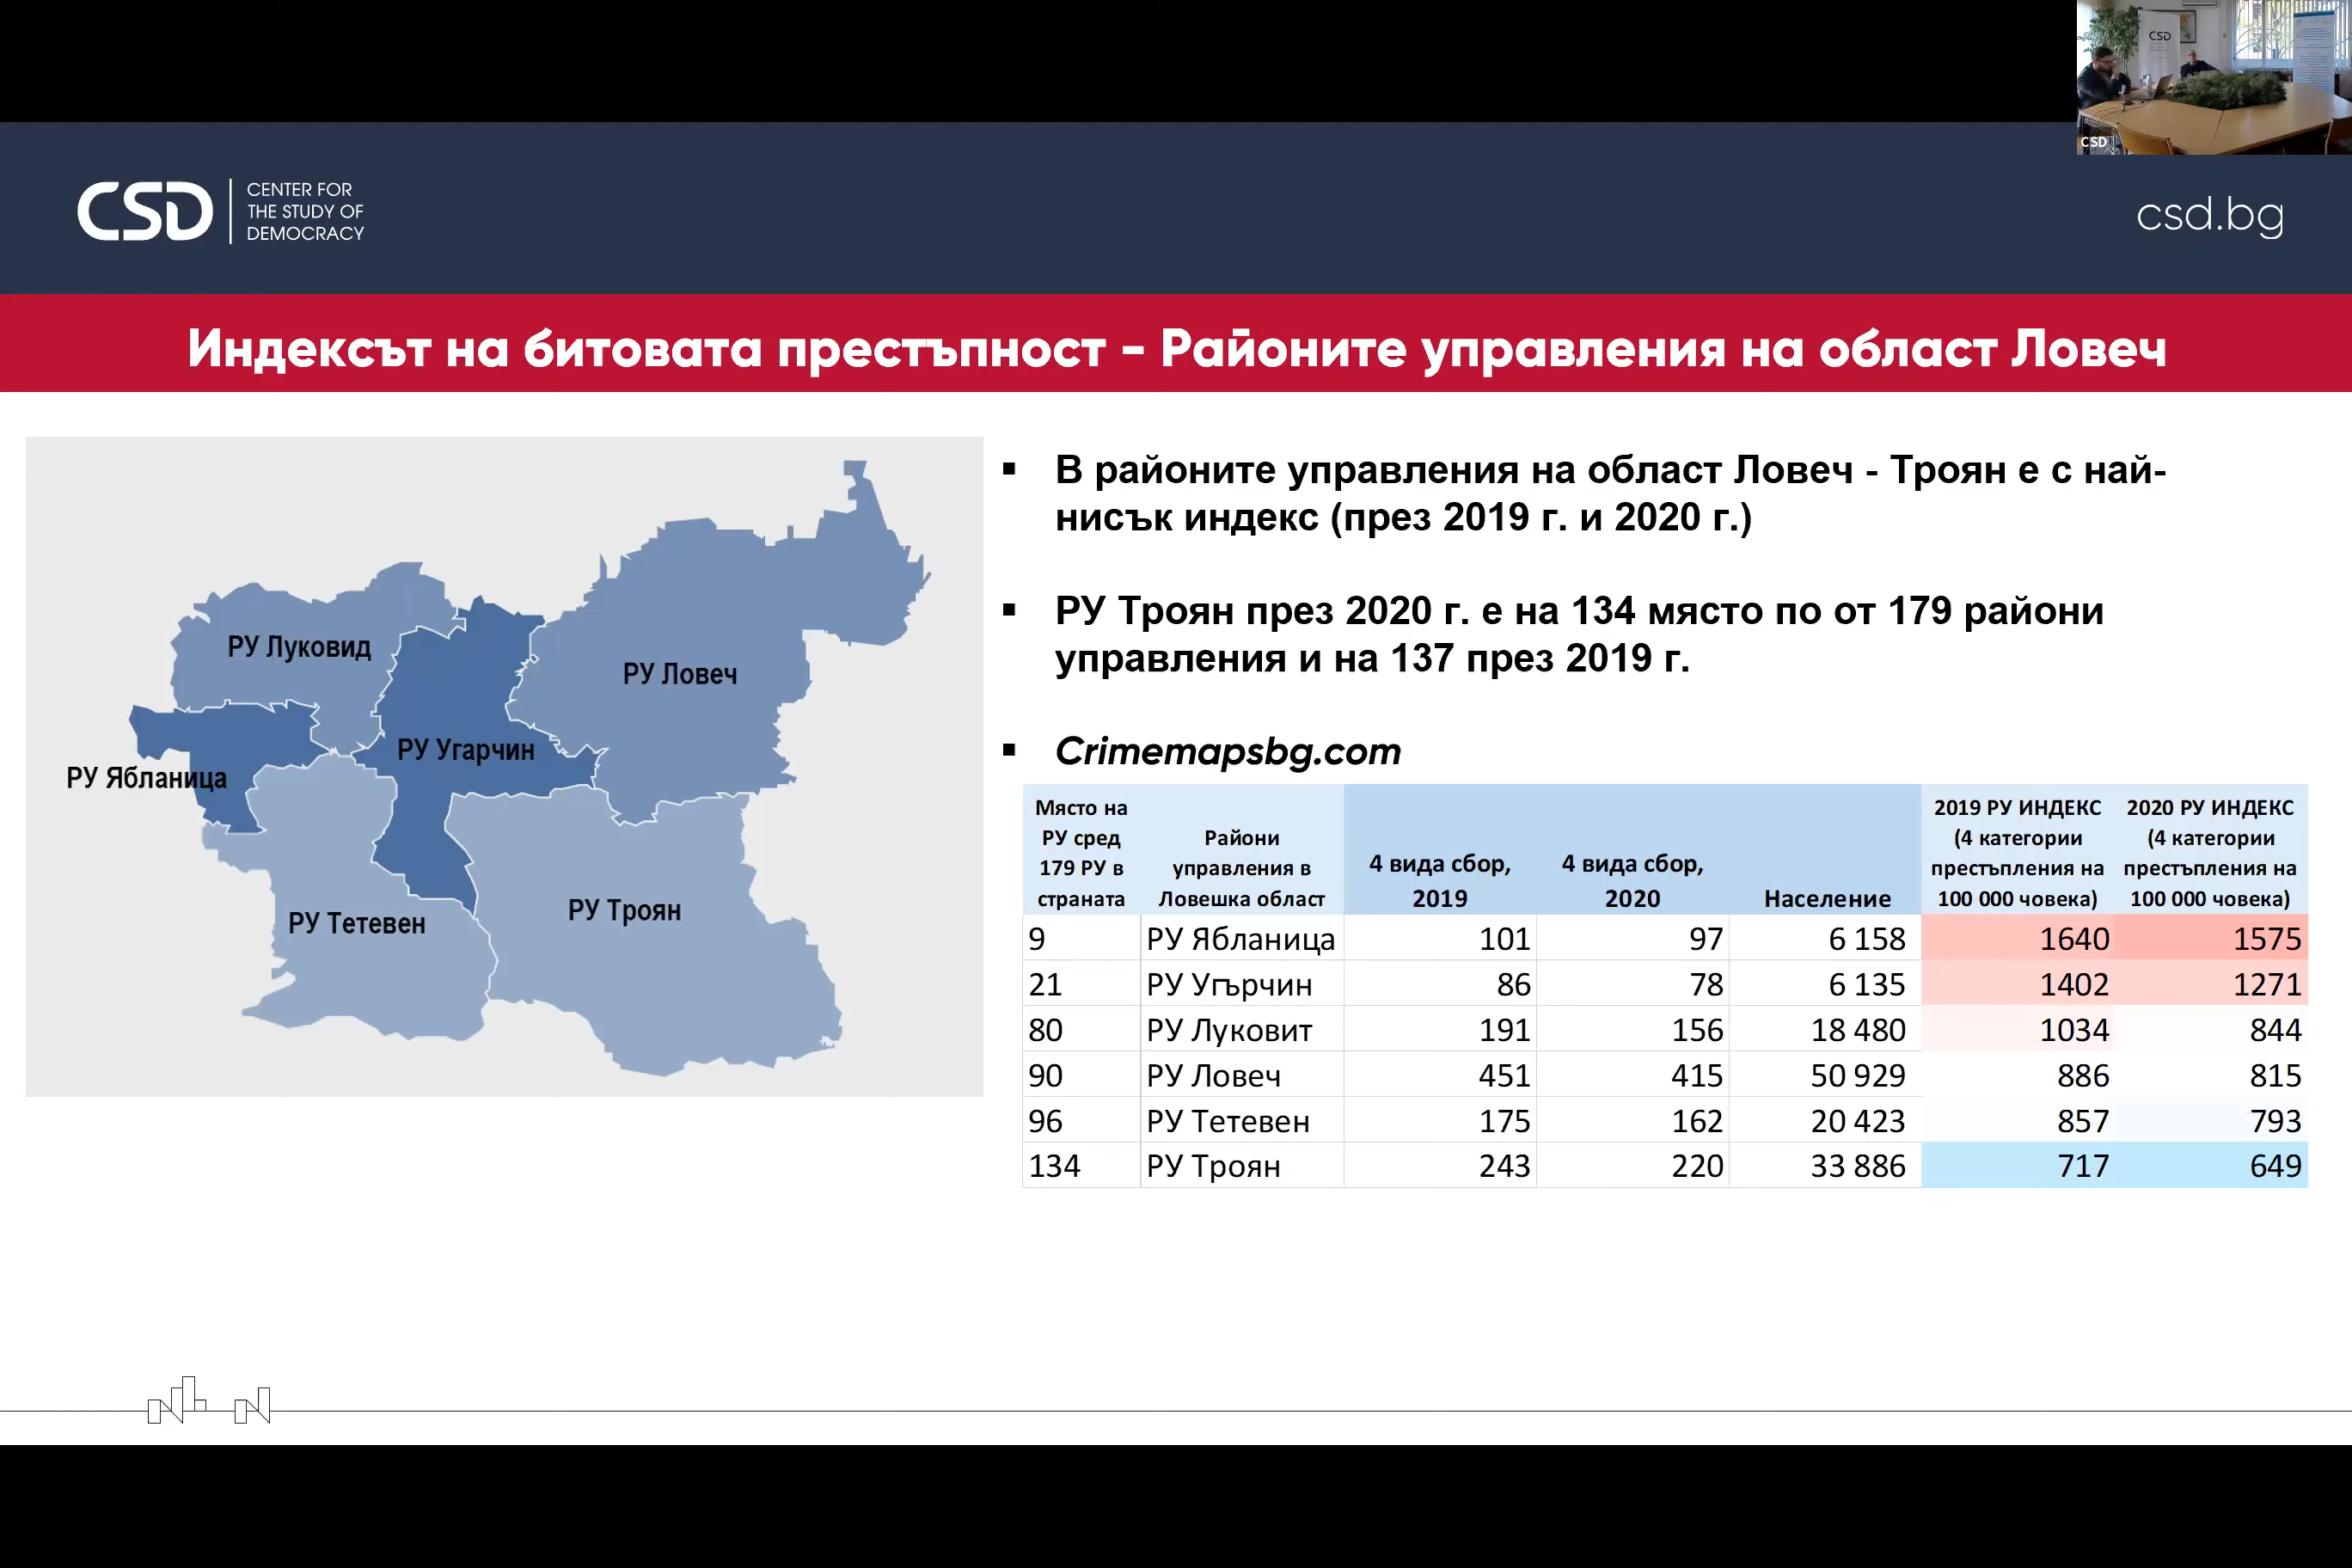 CSD
CSD
CSD
CENTER FOR
THE STUDY OF
DEMOCRACY
csd.bg
Индексът на битовата престъпност - Районите управления на област Ловеч
РУ Луковид
РУ Ловеч
РУ Угарчин
РУ Ябланица
РУ Тетевен
РУ Троян
▪ В районите управления на област Ловеч - Троян е с най-
нисък индекс (през 2019 г. и 2020 г.)
▪ РУ Троян през 2020 г. е на 134 място по от 179 райони
управления и на 137 през 2019 г.
▪ Crimemapsbg.com
Място на РУ сред 179 РУ в страната | Райони управления в Ловешка област | 4 вида сбор, 2019 | 4 вида сбор, 2020 | Население | 2019 РУ ИНДЕКС (4 категории престъпления на 100 000 човека) | 2020 РУ ИНДЕКС (4 категории престъпления на 100 000 човека)
9 РУ Ябланица 101 97 6 158 1640 1575
21 РУ Угърчин 86 78 6 135 1402 1271
80 РУ Луковит 191 156 18 480 1034 844
90 РУ Ловеч 451 415 50 929 886 815
96 РУ Тетевен 175 162 20 423 857 793
134 РУ Троян 243 220 33 886 717 649